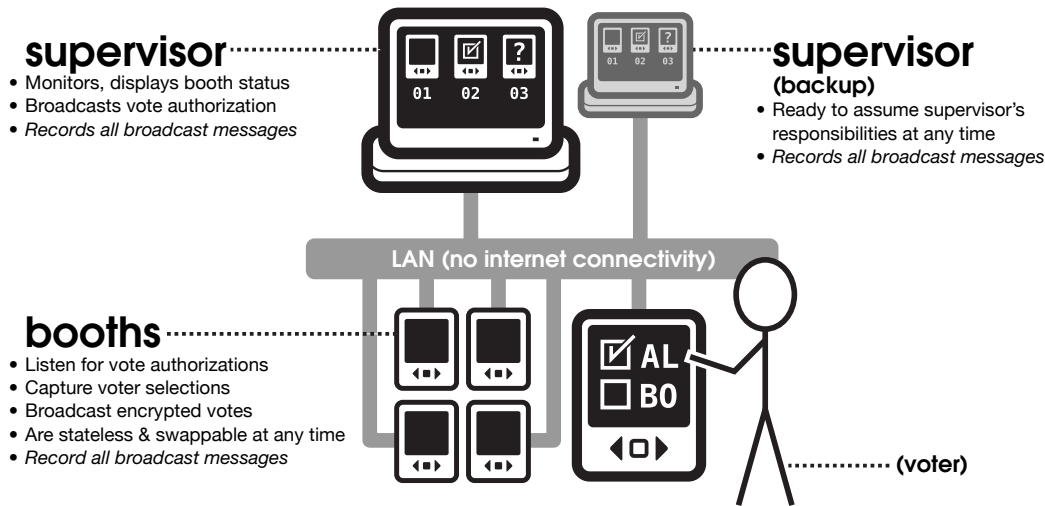 supervisor
• Monitors, displays booth status
• Broadcasts vote authorization
• Records all broadcast messages
?
01 02 03
?
01 02 03
supervisor
(backup)
• Ready to assume supervisor’s
responsibilities at any time
• Records all broadcast messages
LAN (no internet connectivity)
booths
• Listen for vote authorizations
• Capture voter selections
• Broadcast encrypted votes
• Are stateless & swappable at any time
• Record all broadcast messages
AL
BO
(voter)